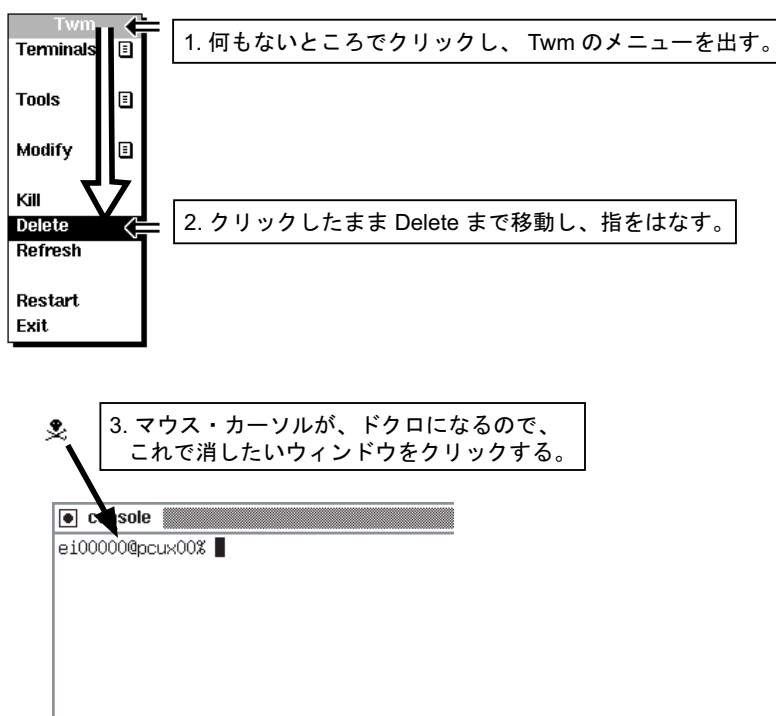 Twm
1. 何もないところでクリックし、 Twm のメニューを出す。
Terminals
Tools
Modify
Kill
Delete
2. クリックしたまま Delete まで移動し、指をはなす。
Refresh
Restart
Exit
3. マウス・カーソルが、ドクロになるので、
これで消したいウィンドウをクリックする。
console
ei00000@pcux00%